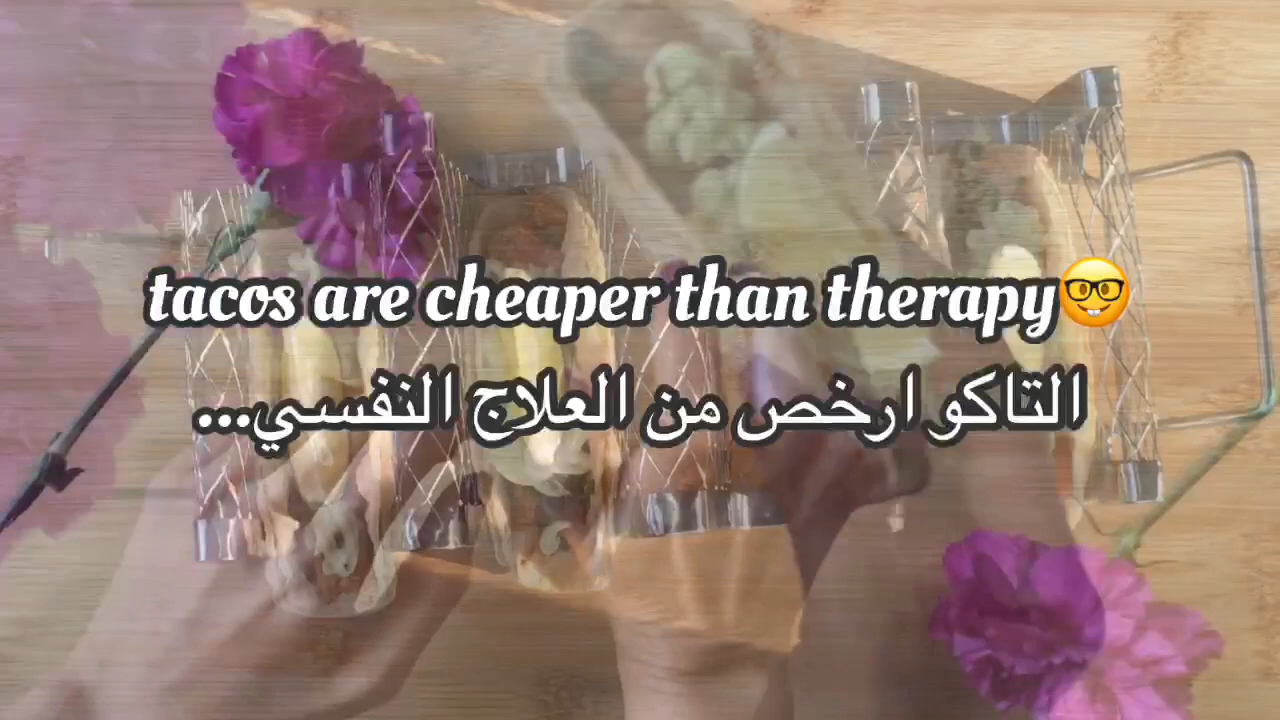 tacos are cheaper than therapy🤓
التاكو ارخص من العلاج النفسي...